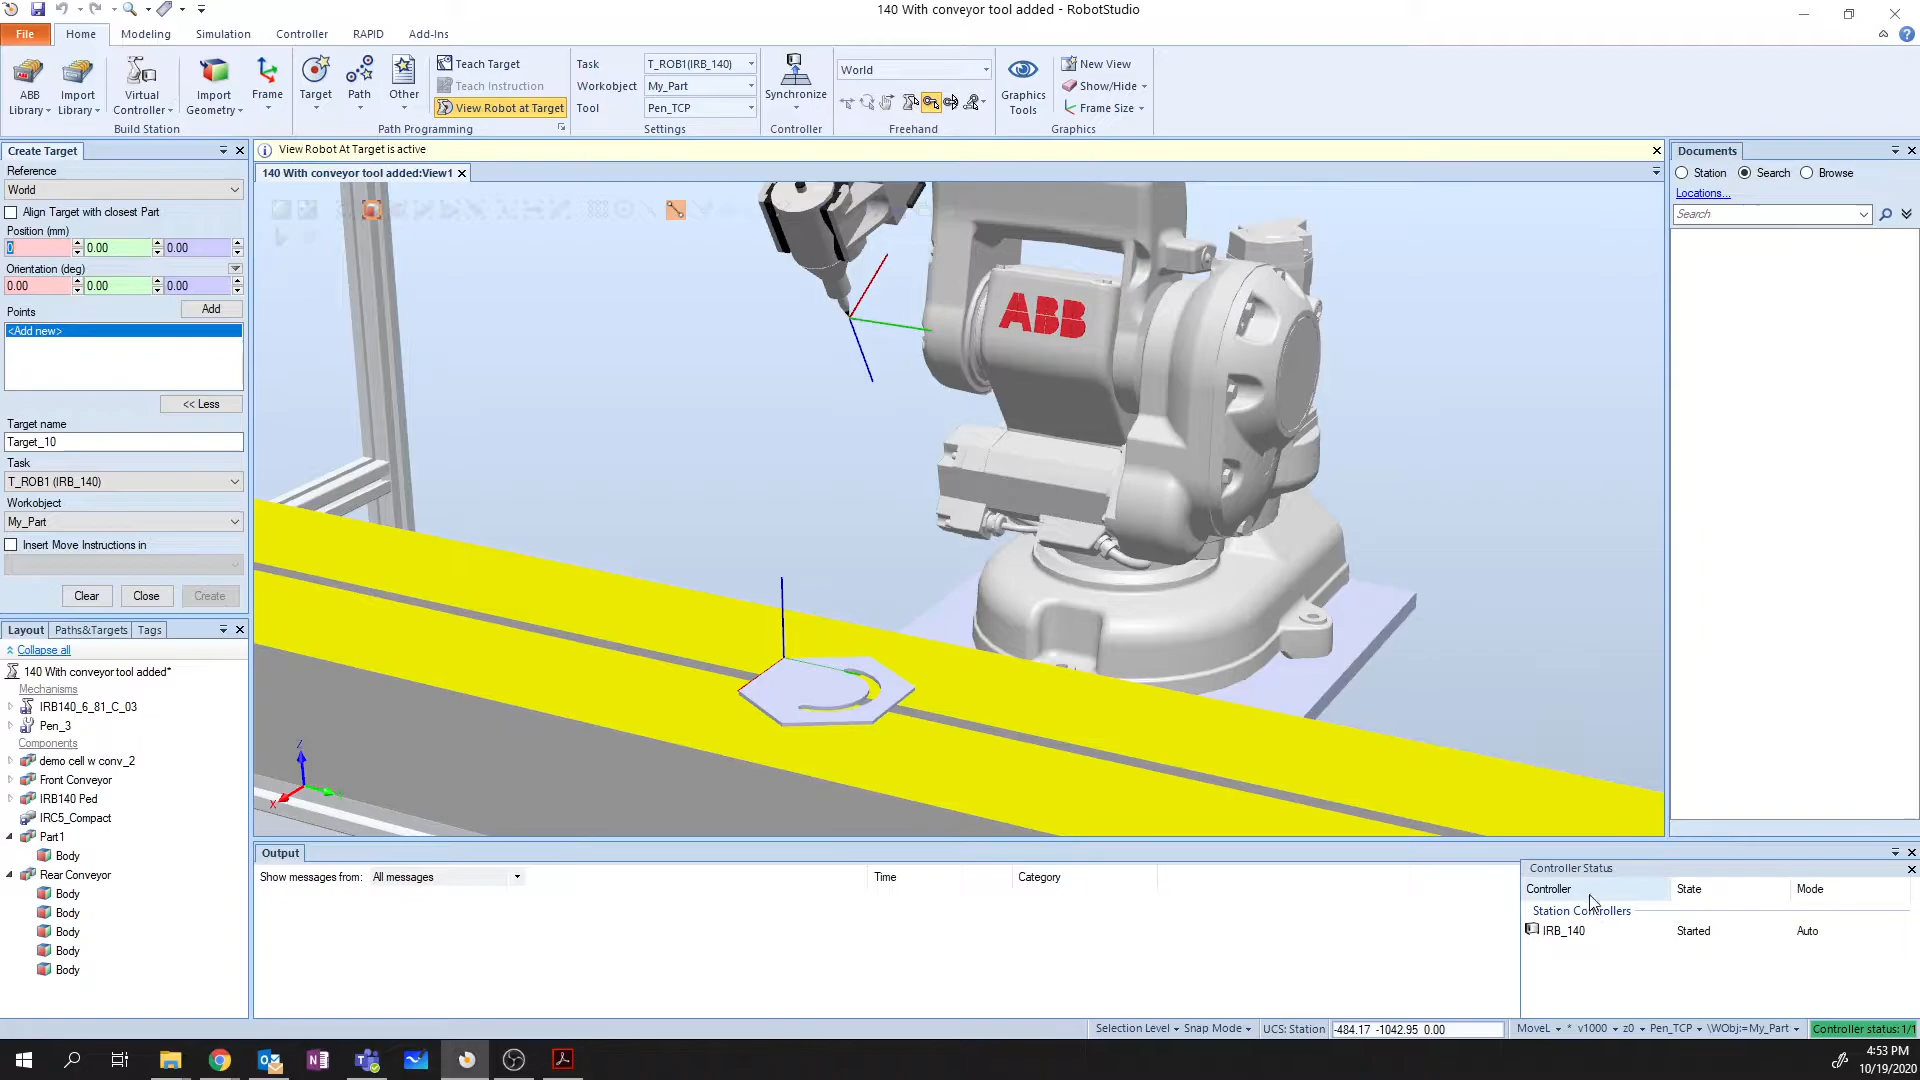 140 With conveyor tool added - RobotStudio
File Home Modeling Simulation Controller RAPID Add-Ins
ABB Library
Import Library
Virtual Controller
Import Geometry
Frame
Build Station
Target
Path
Other
Teach Target
Teach Instruction
View Robot at Target
Path Programming
Task T_ROB1(IRB_140)
Workobject My_Part
Tool Pen_TCP
Settings
Synchronize
Controller
World
Freehand
Graphics Tools
New View
Show/Hide
Frame Size
Graphics
Create Target
Reference
World
Align Target with closest Part
Position (mm)
0 0.00 0.00
Orientation (deg)
0.00 0.00 0.00
Points Add
<Add new>
<< Less
Target name
Target_10
Task
T_ROB1 (IRB_140)
Workobject
My_Part
Insert Move Instructions in
Clear Close Create
Layout Paths&Targets Tags
Collapse all
140 With conveyor tool added*
Mechanisms
IRB140_6_81_C_03
Pen_3
Components
demo cell w conv_2
Front Conveyor
IRB140 Ped
IRC5_Compact
Part1
Body
Rear Conveyor
Body
Body
Body
Body
Body
View Robot At Target is active
140 With conveyor tool added:View1
ABB
Z
X
Output
Show messages from: All messages Time Category
Documents
Station Search Browse
Locations...
Search
Controller Status
Controller State Mode
Station Controllers
IRB_140 Started Auto
Selection Level Snap Mode UCS: Station -484.17 -1042.95 0.00 MoveL * v1000 z0 Pen_TCP \WObj:=My_Part Controller status: 1/1
4:53 PM
10/19/2020